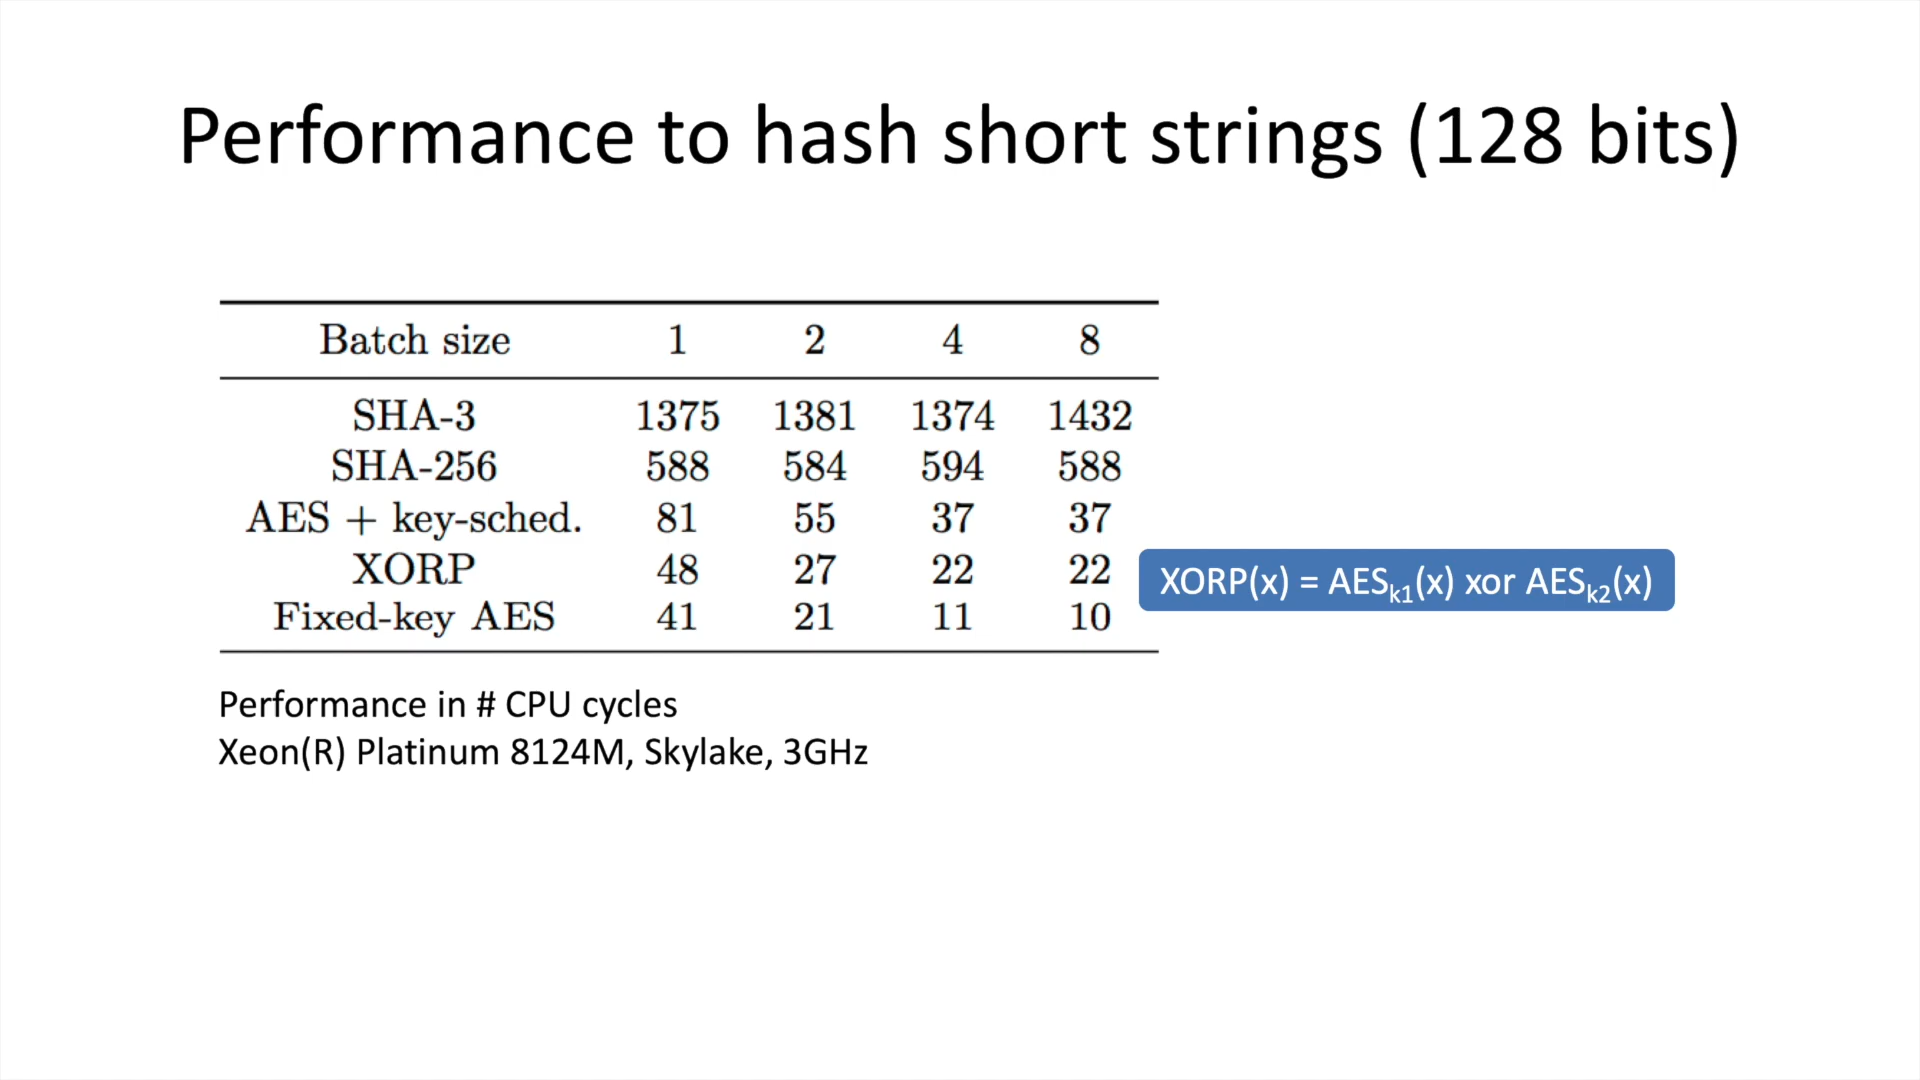 Performance to hash short strings (128 bits)
Batch size 1 2 4 8
SHA-3 1375 1381 1374 1432
SHA-256 588 584 594 588
AES + key-sched. 81 55 37 37
XORP 48 27 22 22
XORP(x) = AESk1(x) xor AESk2(x)
Fixed-key AES 41 21 11 10
Performance in # CPU cycles
Xeon(R) Platinum 8124M, Skylake, 3GHz